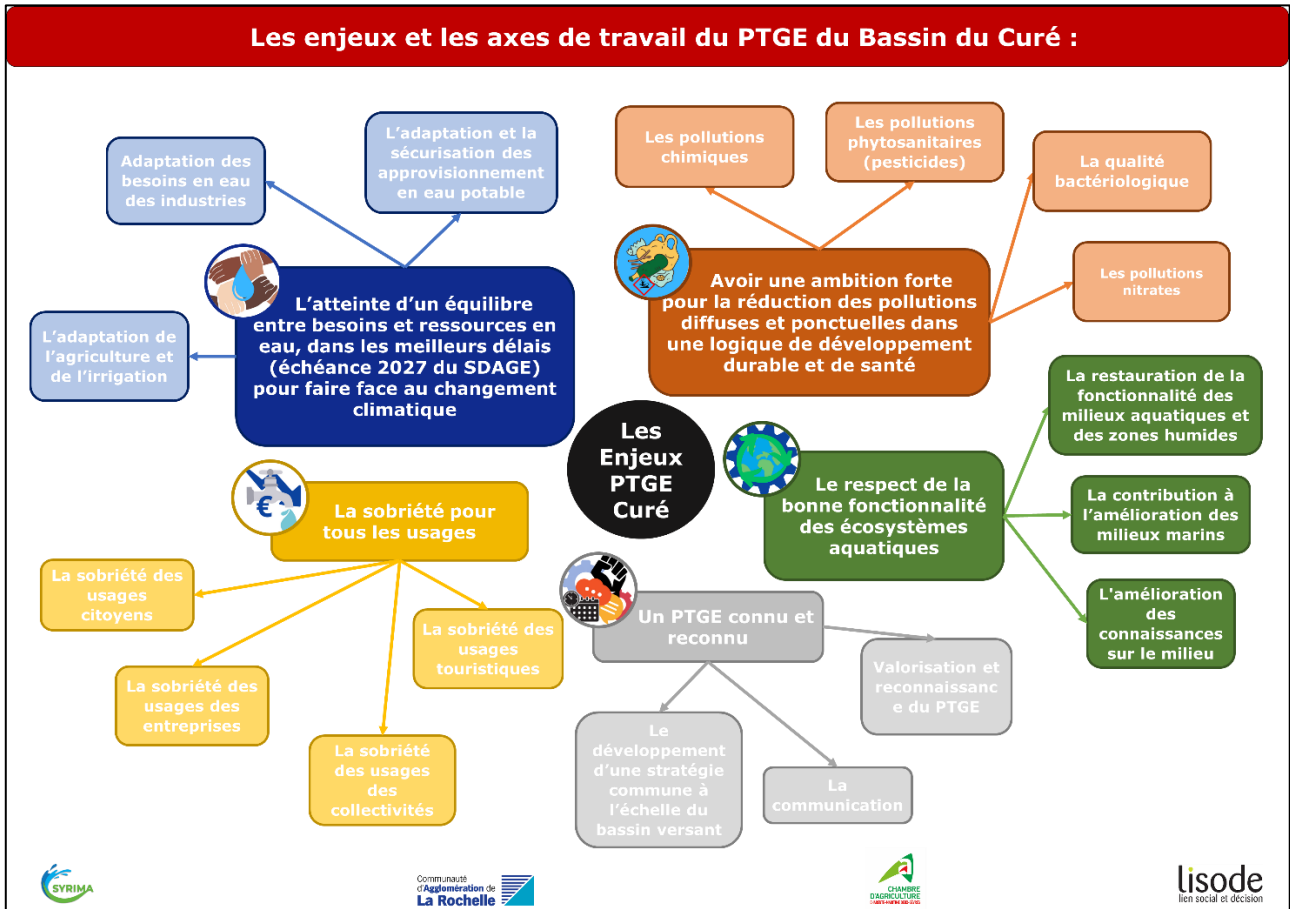 Les enjeux et les axes de travail du PTGE du Bassin du Curé :
Adaptation des
besoins en eau
des industries
L'adaptation et la
sécurisation des
approvisionnement
en eau potable
L'adaptation de
l'agriculture et
de l'irrigation
L'atteinte d'un équilibre
entre besoins et ressources en
eau, dans les meilleurs délais
(échéance 2027 du SDAGE)
pour faire face au changement
climatique
Les pollutions
chimiques
Les pollutions
phytosanitaires
(pesticides)
La qualité
bactériologique
Les pollutions
nitrates
Avoir une ambition forte
pour la réduction des pollutions
diffuses et ponctuelles dans
une logique de développement
durable et de santé
Les
Enjeux
PTGE
Curé
La restauration de la
fonctionnalité des
milieux aquatiques et
des zones humides
Le respect de la
bonne fonctionnalité
des écosystèmes
aquatiques
La contribution à
l'amélioration des
milieux marins
L'amélioration
des
connaissances
sur le milieu
€
La sobriété pour
tous les usages
La sobriété des
usages
citoyens
La sobriété des
usages des
entreprises
La sobriété
des usages
des
collectivités
La sobriété des
usages
touristiques
Un PTGE connu et
reconnu
Valorisation et
reconnaissanc
e du PTGE
Le
développement
d'une stratégie
commune à
l'échelle du
bassin versant
La
communication
SYRIMA
Communauté
d'Agglomération de
La Rochelle
CHAMBRE
D'AGRICULTURE
lisode
lien social et décision